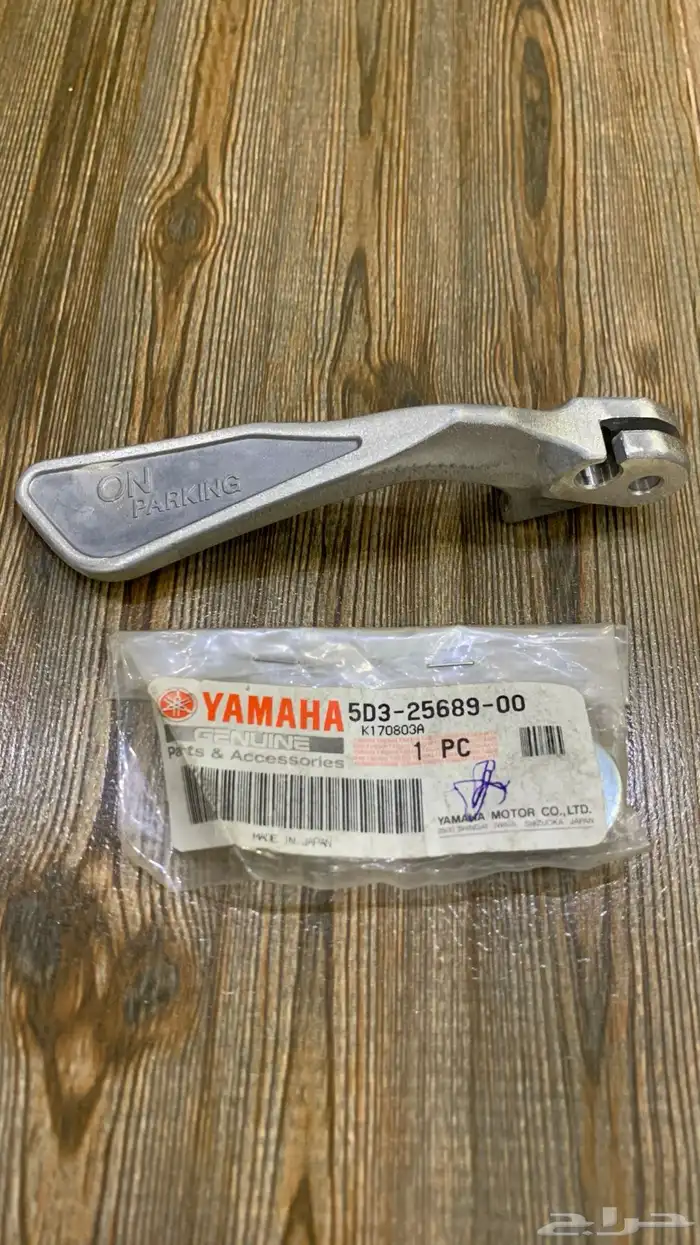 ON
PARKING
YAMAHA 5D3-25689-00
K170803A
GENUINE
Parts & Accessories
1 PC
YAMAHA MOTOR CO.,LTD.
MADE IN JAPAN
حراج